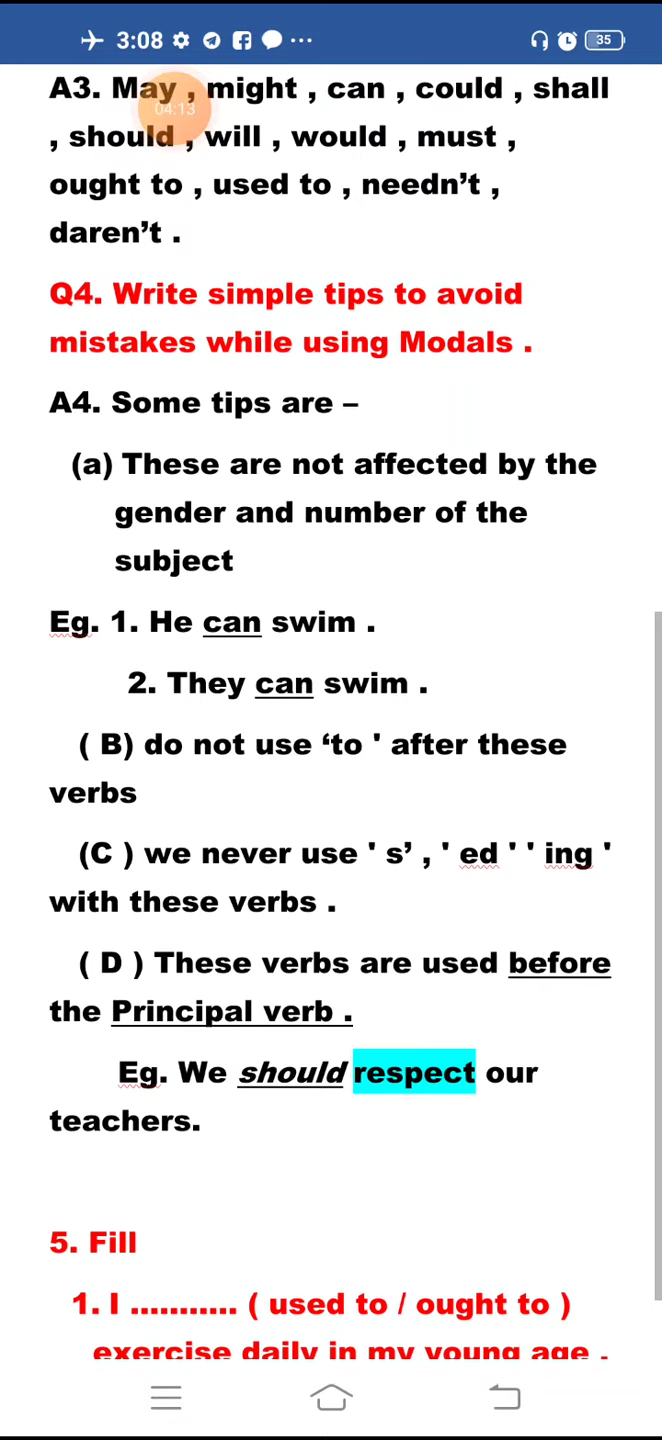 3:08
35
A3. May , might , can , could , shall
04:13
, should , will , would , must ,
ought to , used to , needn’t ,
daren’t .
Q4. Write simple tips to avoid
mistakes while using Modals .
A4. Some tips are –
(a) These are not affected by the
gender and number of the
subject
Eg. 1. He can swim .
2. They can swim .
( B) do not use ‘to ' after these
verbs
(C ) we never use ' s’ , ' ed ' ' ing '
with these verbs .
( D ) These verbs are used before
the Principal verb .
Eg. We should respect our
teachers.
5. Fill
1. I ........... ( used to / ought to )
exercise daily in my young age .